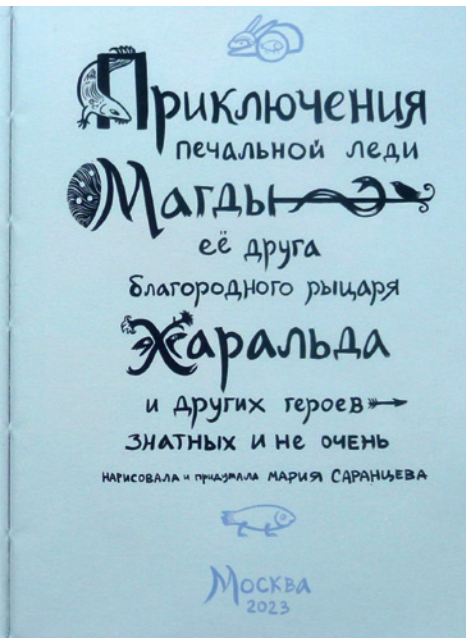 Приключения
печальной леди
Магды
её друга
благородного рыцаря
Харальда
и других героев
знатных и не очень
нарисовала и придумала Мария Саранцева
Москва
2023